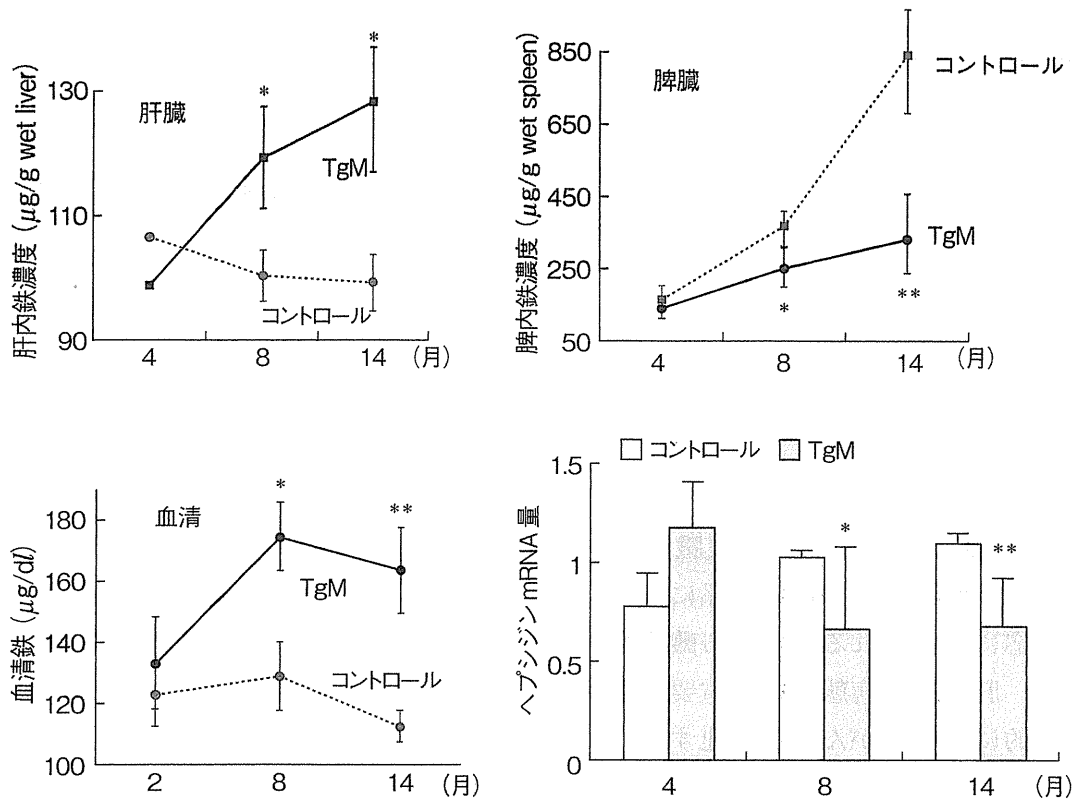 肝内鉄濃度(μg/g wet liver)
130
110
90
肝臓
*
*
TgM
コントロール
4 8 14 (月)
脾内鉄濃度(μg/g wet spleen)
850
650
450
250
50
脾臓
コントロール
TgM
*
**
4 8 14 (月)
血清鉄(μg/dl)
180
160
140
120
100
血清
*
**
TgM
コントロール
2 8 14 (月)
ヘプシジン mRNA 量
コントロール TgM
1.5
1
0.5
0
*
**
4 8 14 (月)